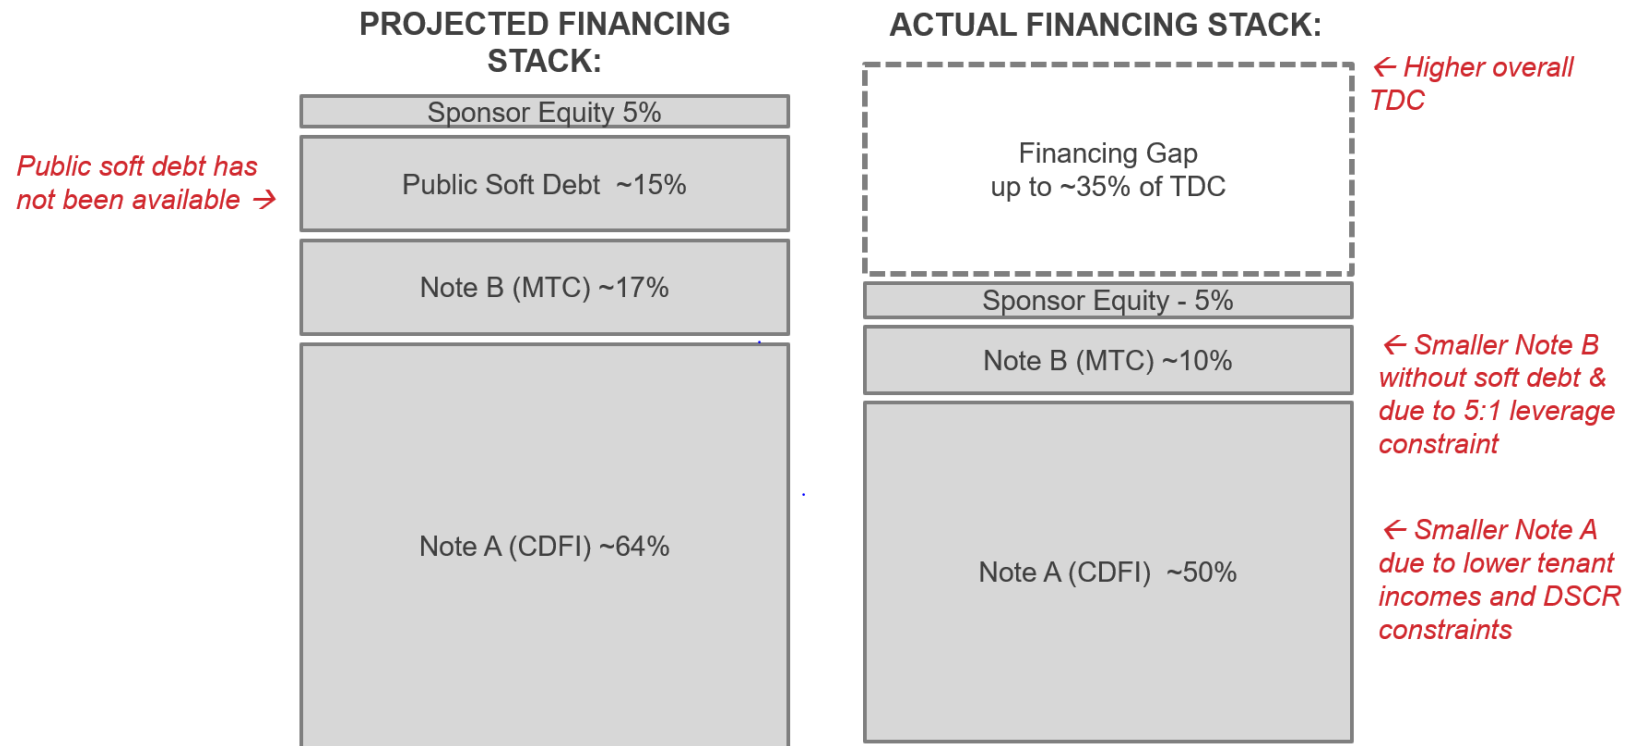 PROJECTED FINANCING
STACK:
Sponsor Equity 5%
Public soft debt has
not been available →
Public Soft Debt ~15%
Note B (MTC) ~17%
Note A (CDFI) ~64%
ACTUAL FINANCING STACK:
← Higher overall
TDC
Financing Gap
up to ~35% of TDC
Sponsor Equity - 5%
Note B (MTC) ~10%
← Smaller Note B
without soft debt &
due to 5:1 leverage
constraint
Note A (CDFI) ~50%
← Smaller Note A
due to lower tenant
incomes and DSCR
constraints